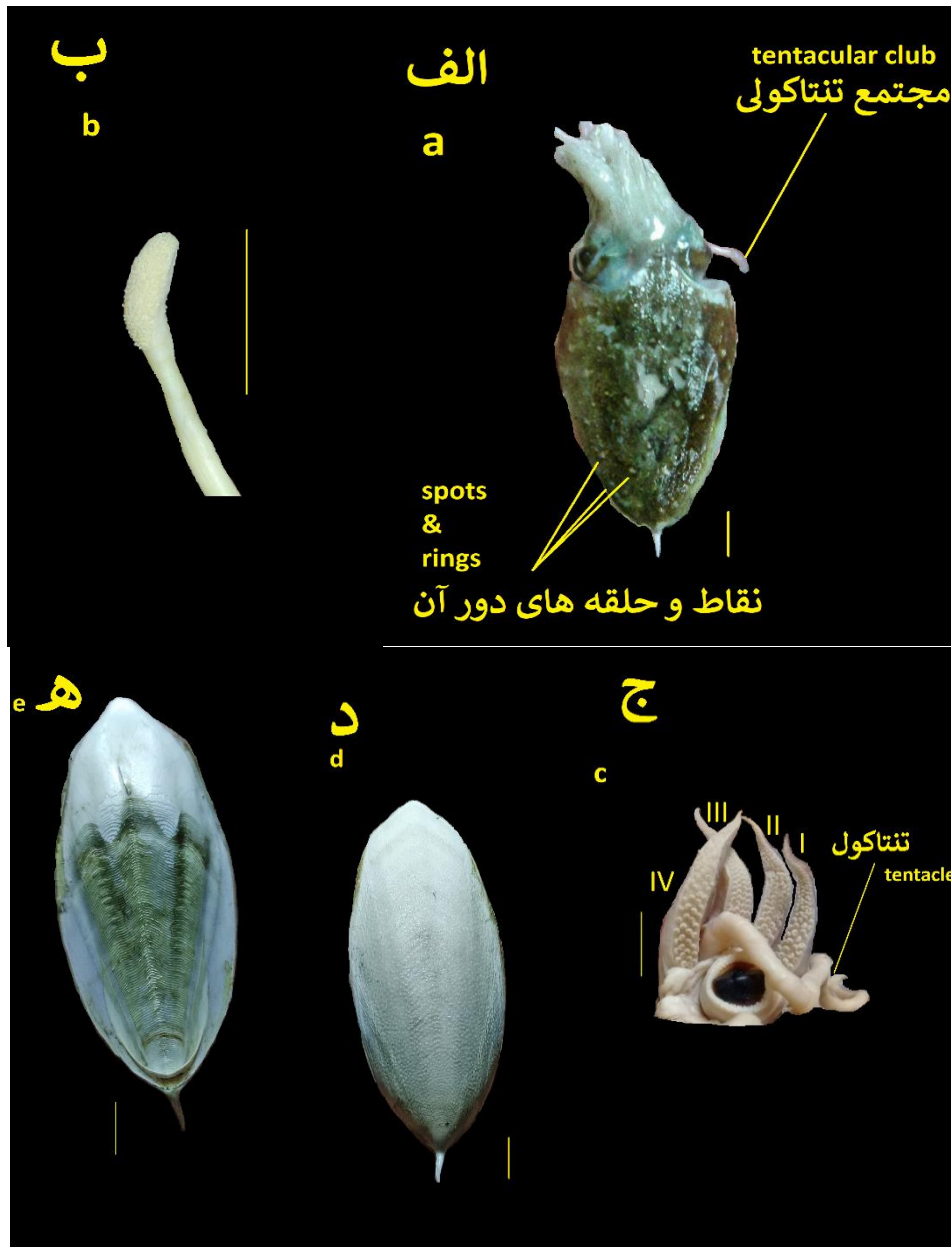 الف
a
tentacular club
مجتمع تنتاکولی
spots
&
rings
نقاط و حلقه های دور آن
ب
b
ج
c
I
II
III
IV
تنتاکول
tentacle
د
d
ه
e